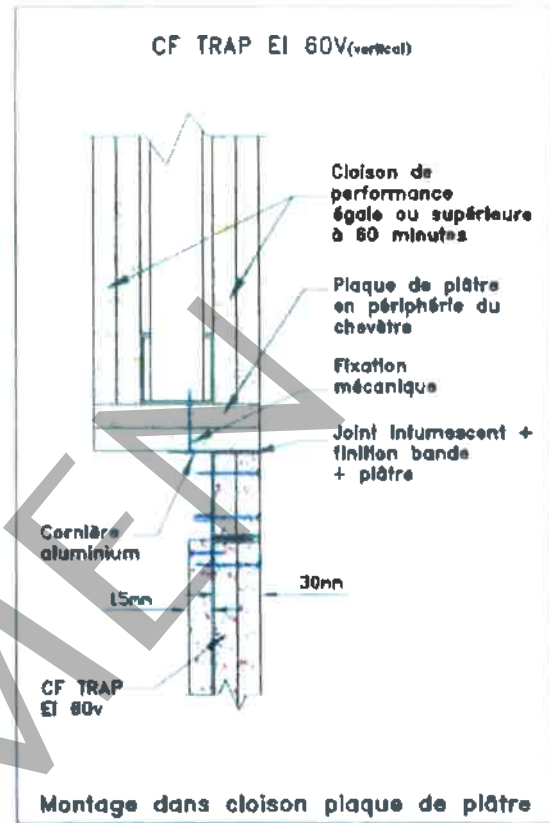 CF TRAP EI 60V(vertical)
Cloison de
performance
égale ou supérieure
à 60 minutes
Plaque de plâtre
en périphérie du
chevêtre
Fixation
mécanique
Joint intumescent +
finition bande
+ plâtre
Cornière
aluminium
15mm
30mm
CF TRAP
EI 60v
MEN
Montage dans cloison plaque de plâtre